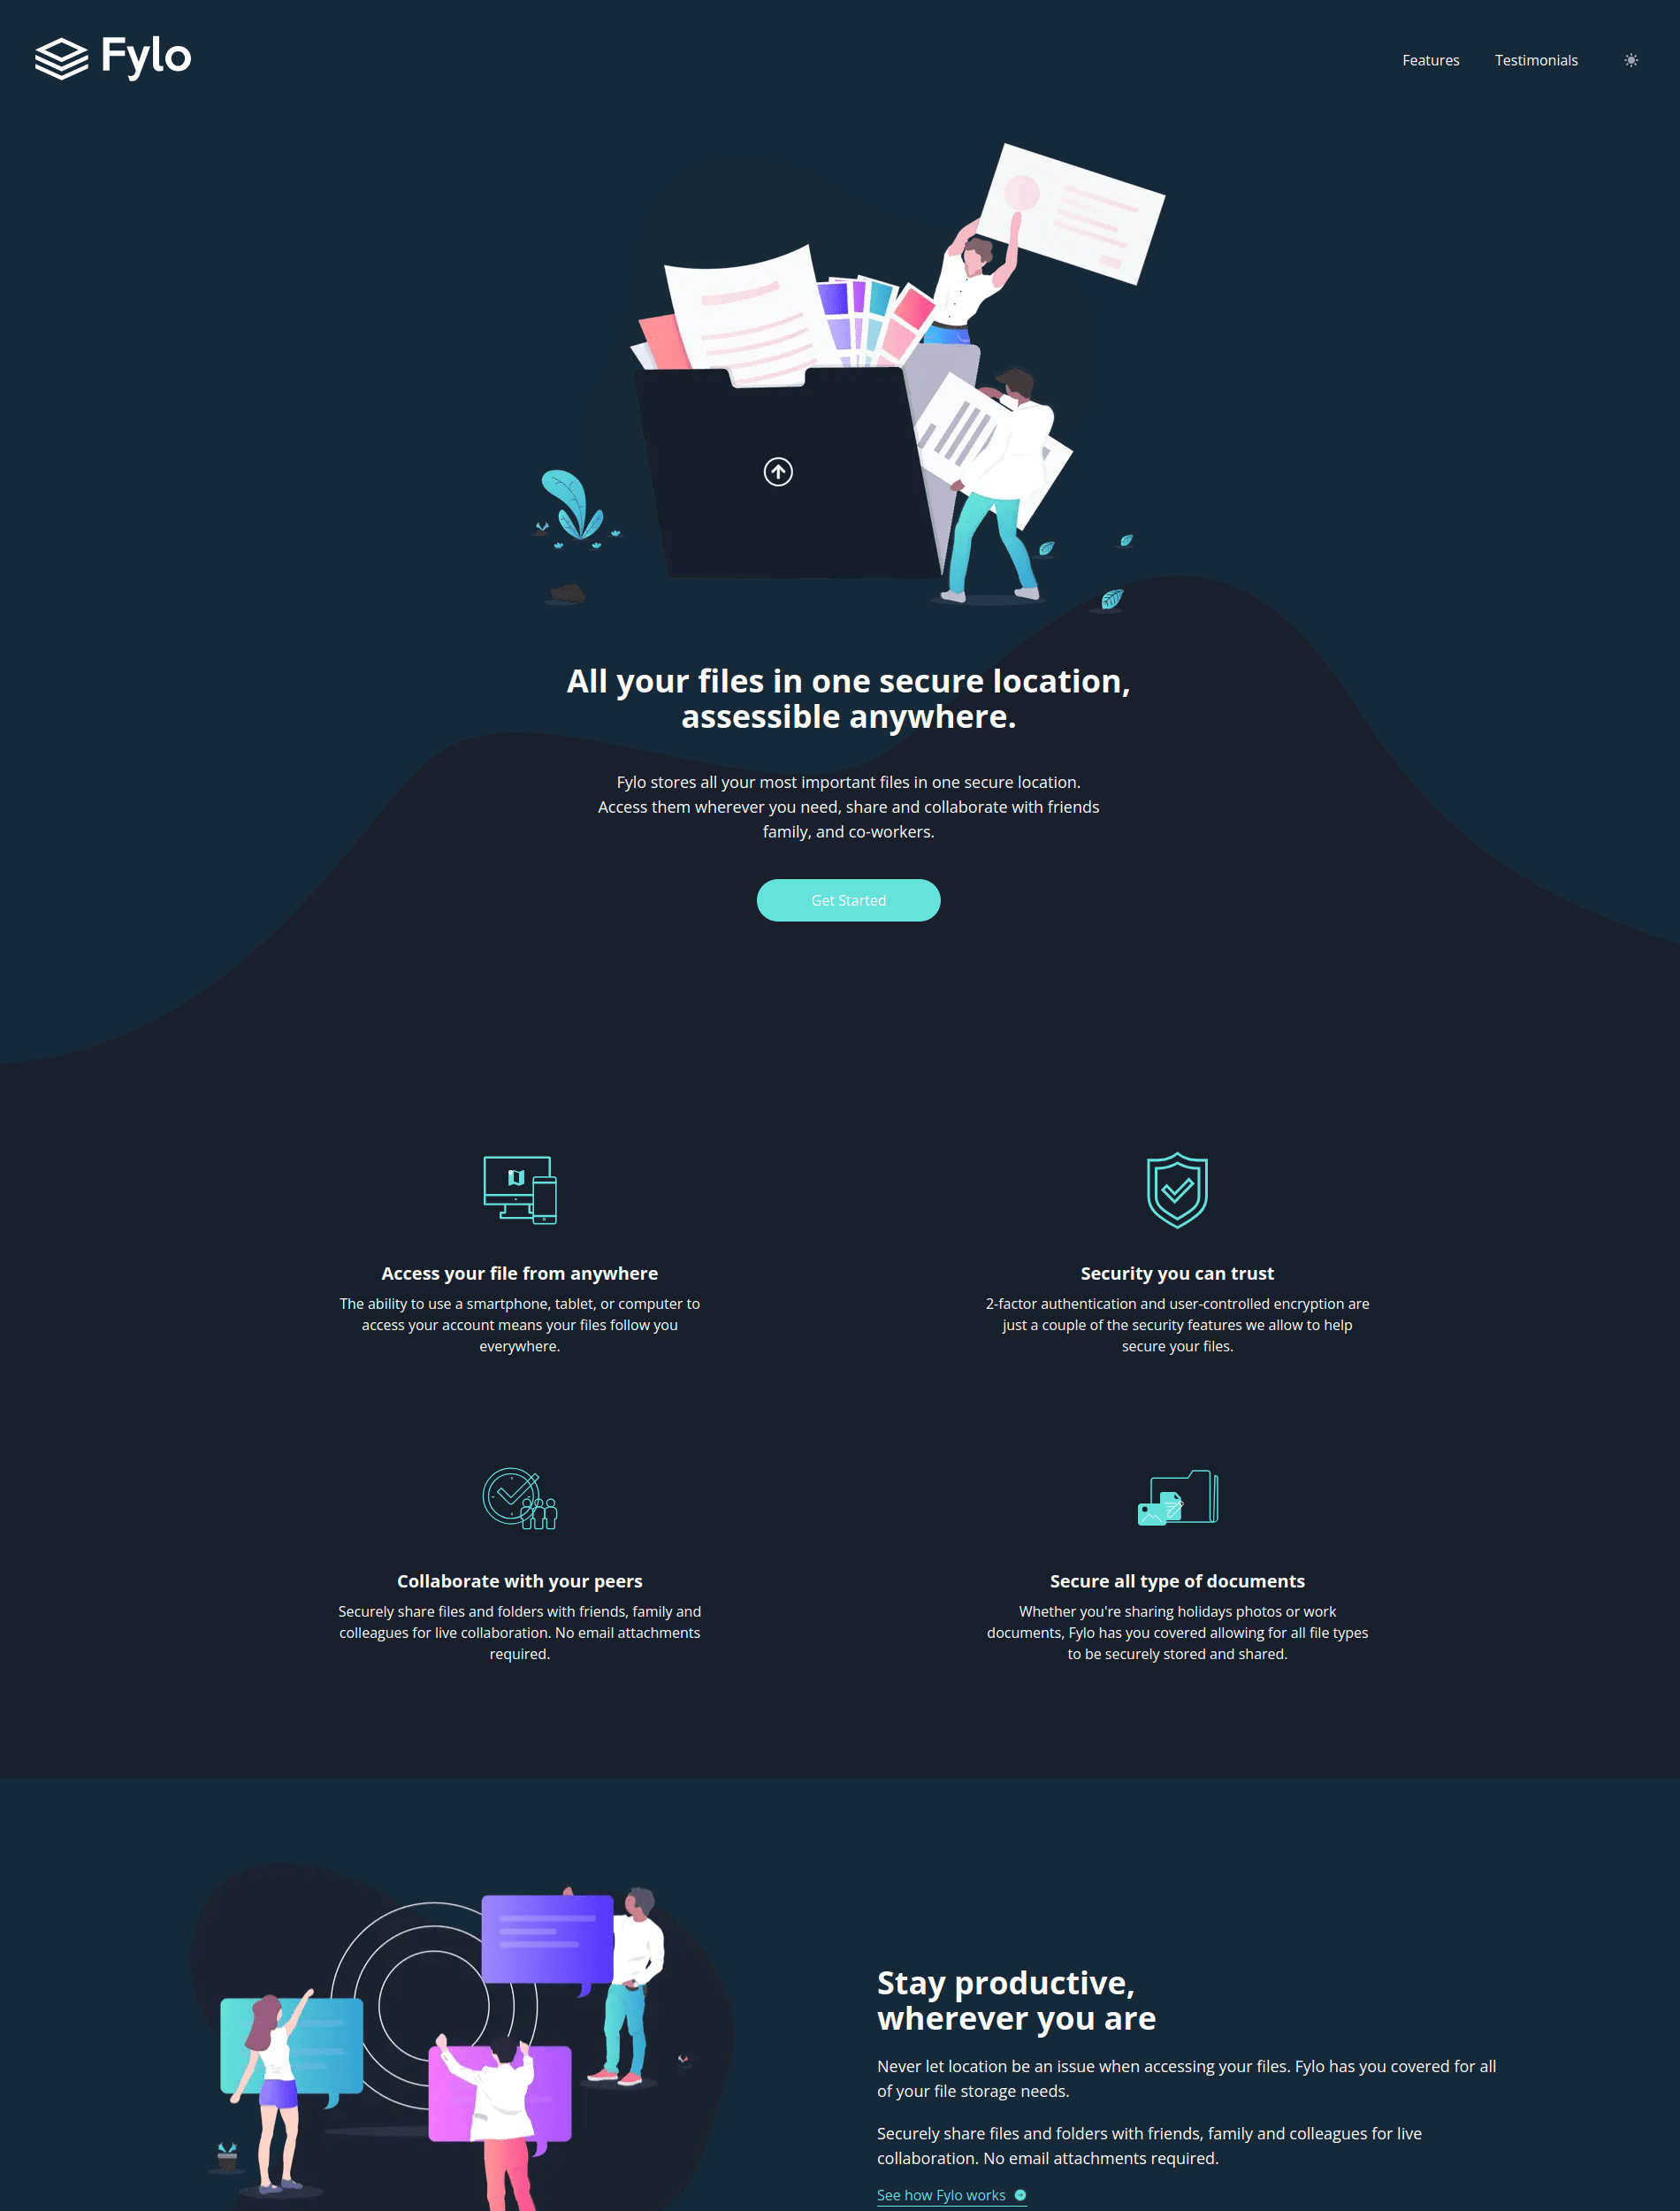 Fylo
Features
Testimonials
All your files in one secure location,
assessible anywhere.
Fylo stores all your most important files in one secure location.
Access them wherever you need, share and collaborate with friends
family, and co-workers.
Get Started
Access your file from anywhere
The ability to use a smartphone, tablet, or computer to
access your account means your files follow you
everywhere.
Security you can trust
2-factor authentication and user-controlled encryption are
just a couple of the security features we allow to help
secure your files.
Collaborate with your peers
Securely share files and folders with friends, family and
colleagues for live collaboration. No email attachments
required.
Secure all type of documents
Whether you're sharing holidays photos or work
documents, Fylo has you covered allowing for all file types
to be securely stored and shared.
Stay productive,
wherever you are
Never let location be an issue when accessing your files. Fylo has you covered for all
of your file storage needs.
Securely share files and folders with friends, family and colleagues for live
collaboration. No email attachments required.
See how Fylo works